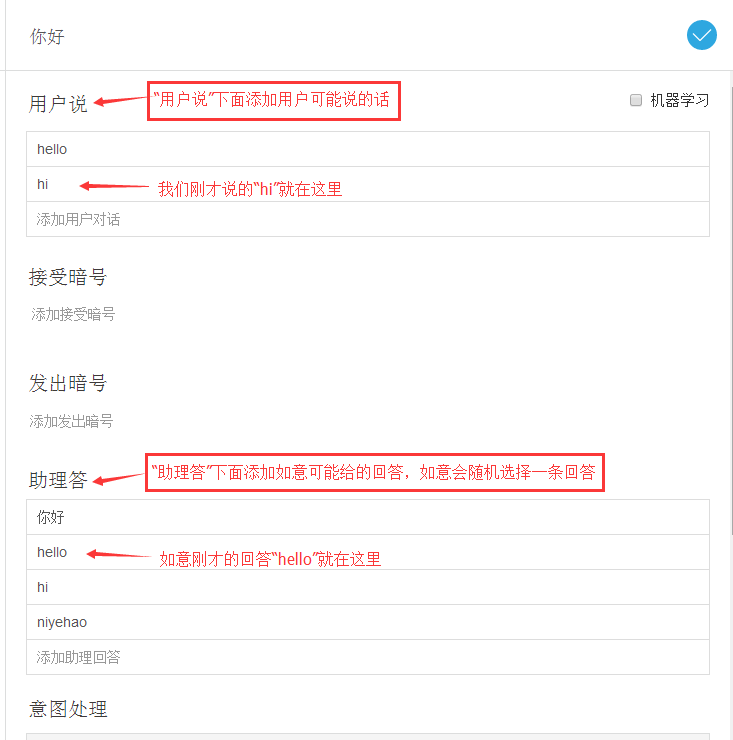 你好
用户说
“用户说”下面添加用户可能说的话
机器学习
hello
hi
我们刚才说的“hi”就在这里
添加用户对话
接受暗号
添加接受暗号
发出暗号
添加发出暗号
助理答
“助理答”下面添加如意可能给的回答，如意会随机选择一条回答
你好
hello
如意刚才的回答“hello”就在这里
hi
niyehao
添加助理回答
意图处理